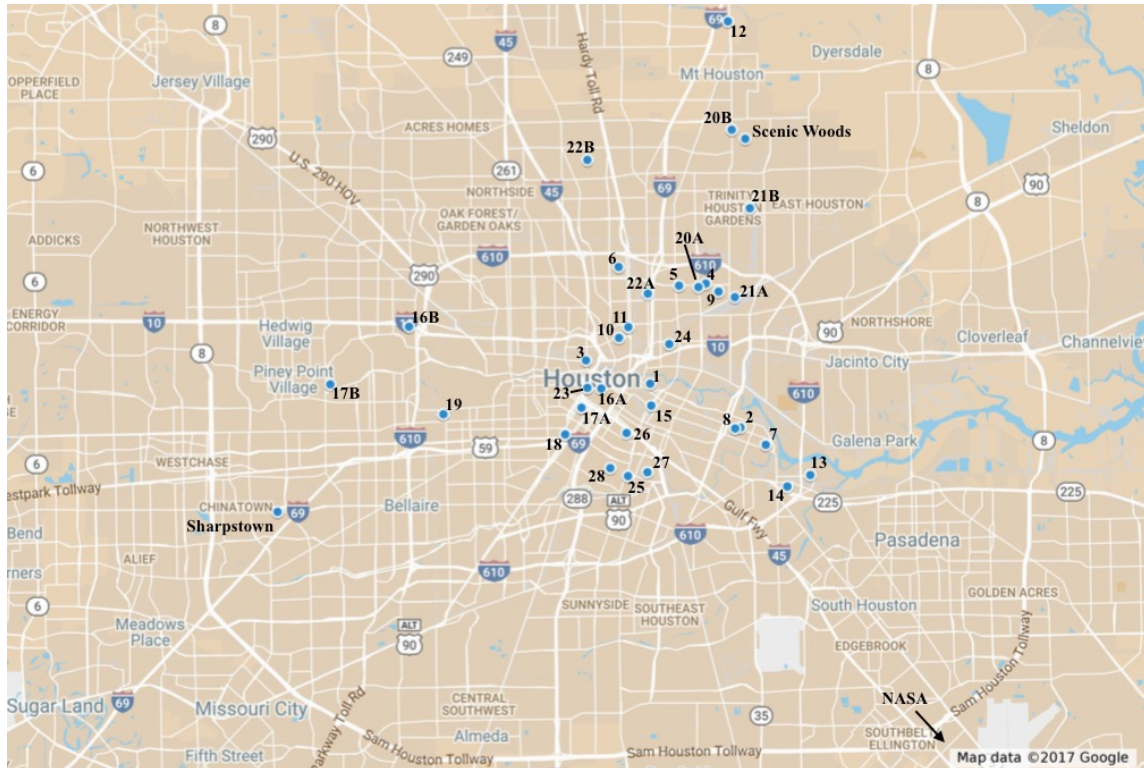 8
45
Hardy Toll Rd
69
12
Dyersdale
249
Mt Houston
8
Jersey Village
OPPERFIELD
PLACE
ACRES HOMES
20B
Scenic Woods
Sheldon
290
U.S. 290 HOV
22B
6
261
45
69
90
NORTHSIDE
TRINITY
HOUSTON
GARDENS
21B
EAST HOUSTON
8
OAK FOREST/
GARDEN OAKS
NORTHWEST
HOUSTON
ADDICKS
20A
610
6
610
4
290
5
22A
9
21A
6
ENERGY
CORRIDOR
10
Hedwig
Village
16B
11
10
24
10
90
NORTHSHORE
Cloverleaf
Channelview
8
3
Jacinto City
Piney Point
Village
Houston
1
17B
23
16A
610
19
17A
15
8
2
7
Galena Park
8
610
18
69
26
59
WESTCHASE
6
estpark Tollway
28
25
27
13
14
225
225
CHINATOWN
69
Sharpstown
Bellaire
288
ALT
90
610
Gulf Fwy
45
Pasadena
Bend
ALIEF
orners
610
6
SUNNYSIDE
SOUTHEAST
HOUSTON
South Houston
GOLDEN ACRES
Meadows
Place
ALT
90
EDGEBROOK
Sam Houston Tollway
Sugar Land
69
Missouri City
CENTRAL
SOUTHWEST
Almeda
NASA
35
SOUTHBE
ELLINGTON
Fifth Street
Parkway Toll Rd
Sam Houston Tollway
Sam Houston Tollway
Map data ©2017 Google